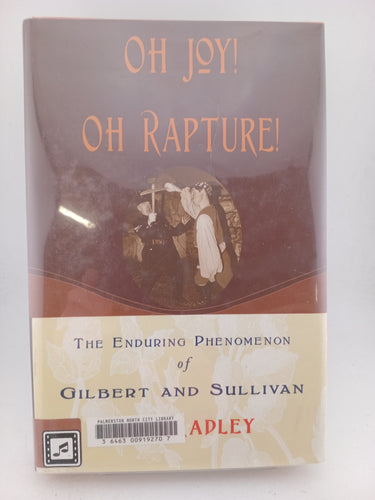 OH JOY!
OH RAPTURE!
THE ENDURING PHENOMENON
of
GILBERT AND SULLIVAN
PALMERSTON NORTH CITY LIBRARY
3 6463 00919270 7
RADLEY